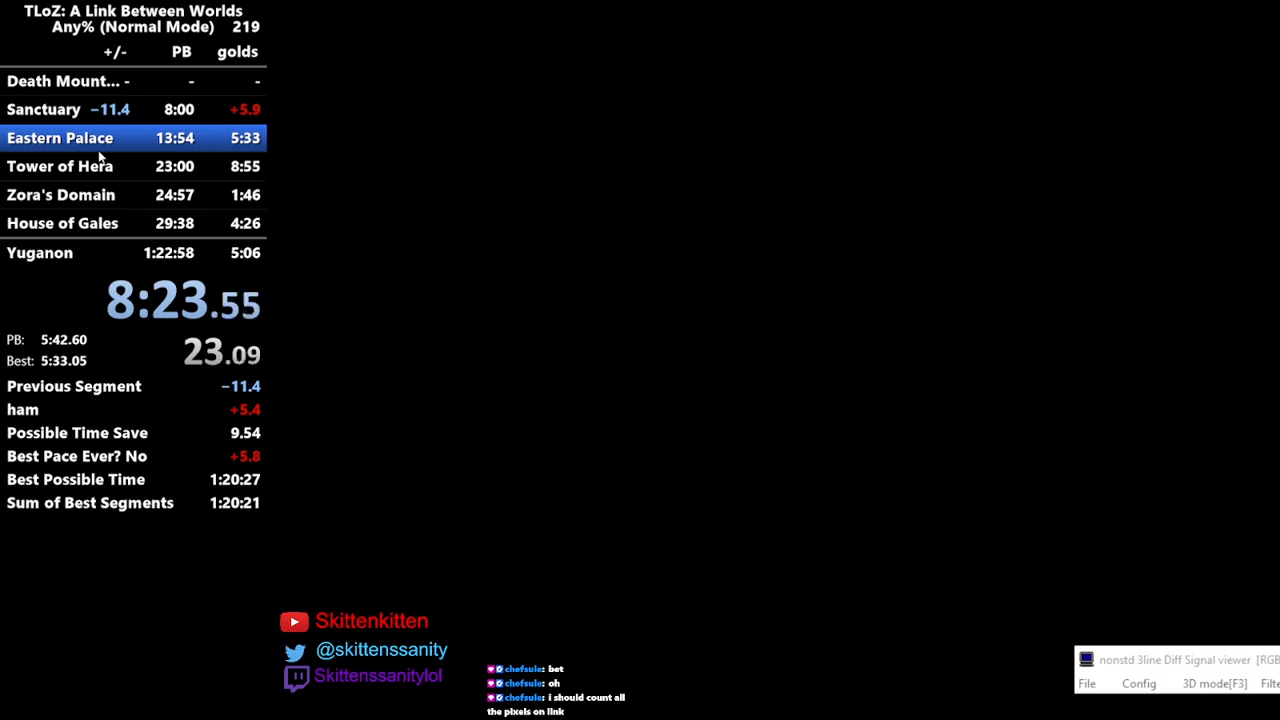 TLoZ: A Link Between Worlds
Any% (Normal Mode) 219
+/- PB golds
Death Mount... - - -
Sanctuary −11.4 8:00 +5.9
Eastern Palace 13:54 5:33
Tower of Hera 23:00 8:55
Zora's Domain 24:57 1:46
House of Gales 29:38 4:26
Yuganon 1:22:58 5:06
8:23.55
PB: 5:42.60
Best: 5:33.05
23.09
Previous Segment −11.4
ham +5.4
Possible Time Save 9.54
Best Pace Ever? No +5.8
Best Possible Time 1:20:27
Sum of Best Segments 1:20:21
Skittenkitten
@skittenssanity
Skittenssanitylol
chefsule: bet
chefsule: oh
chefsule: i should count all
the pixels on link
nonstd 3line Diff Signal viewer [RGB
File Config 3D mode[F3] Filte